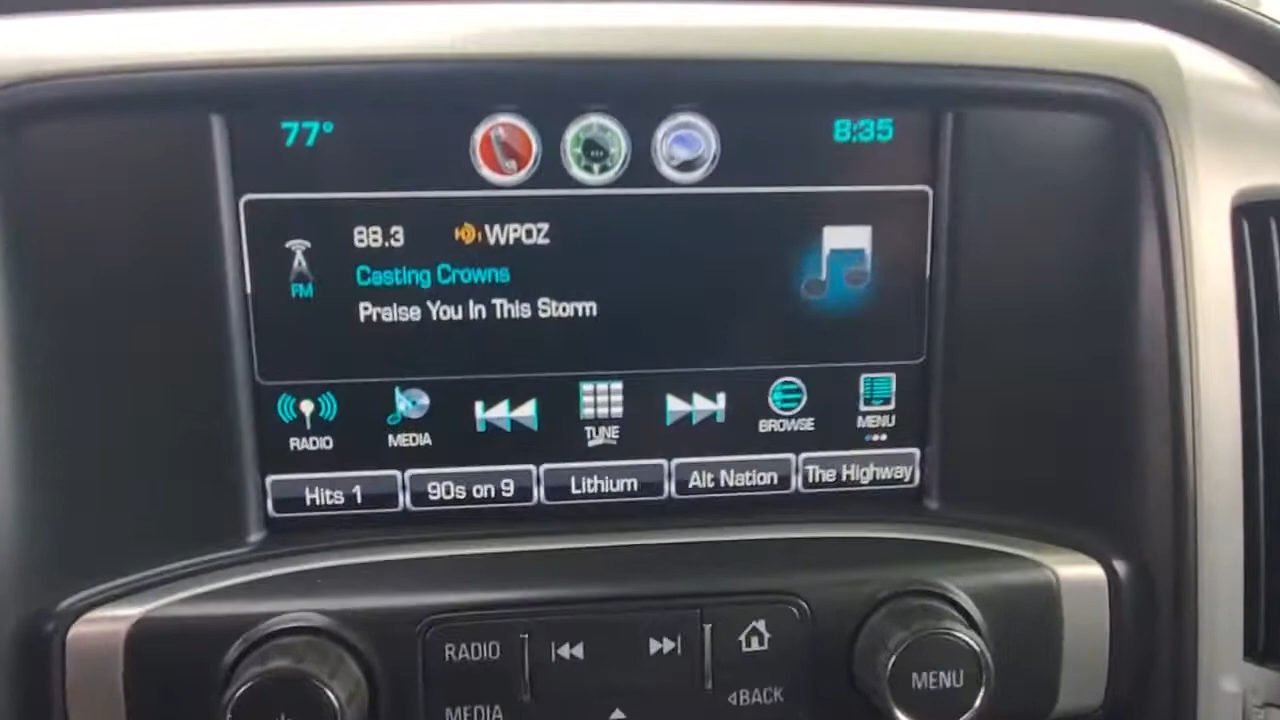 77°
8:35
88.3 WPOZ
FM
Casting Crowns
Praise You In This Storm
RADIO
MEDIA
TUNE
BROWSE
MENU
Hits 1
90s on 9
Lithium
Alt Nation
The Highway
RADIO
MENU
BACK
MEDIA